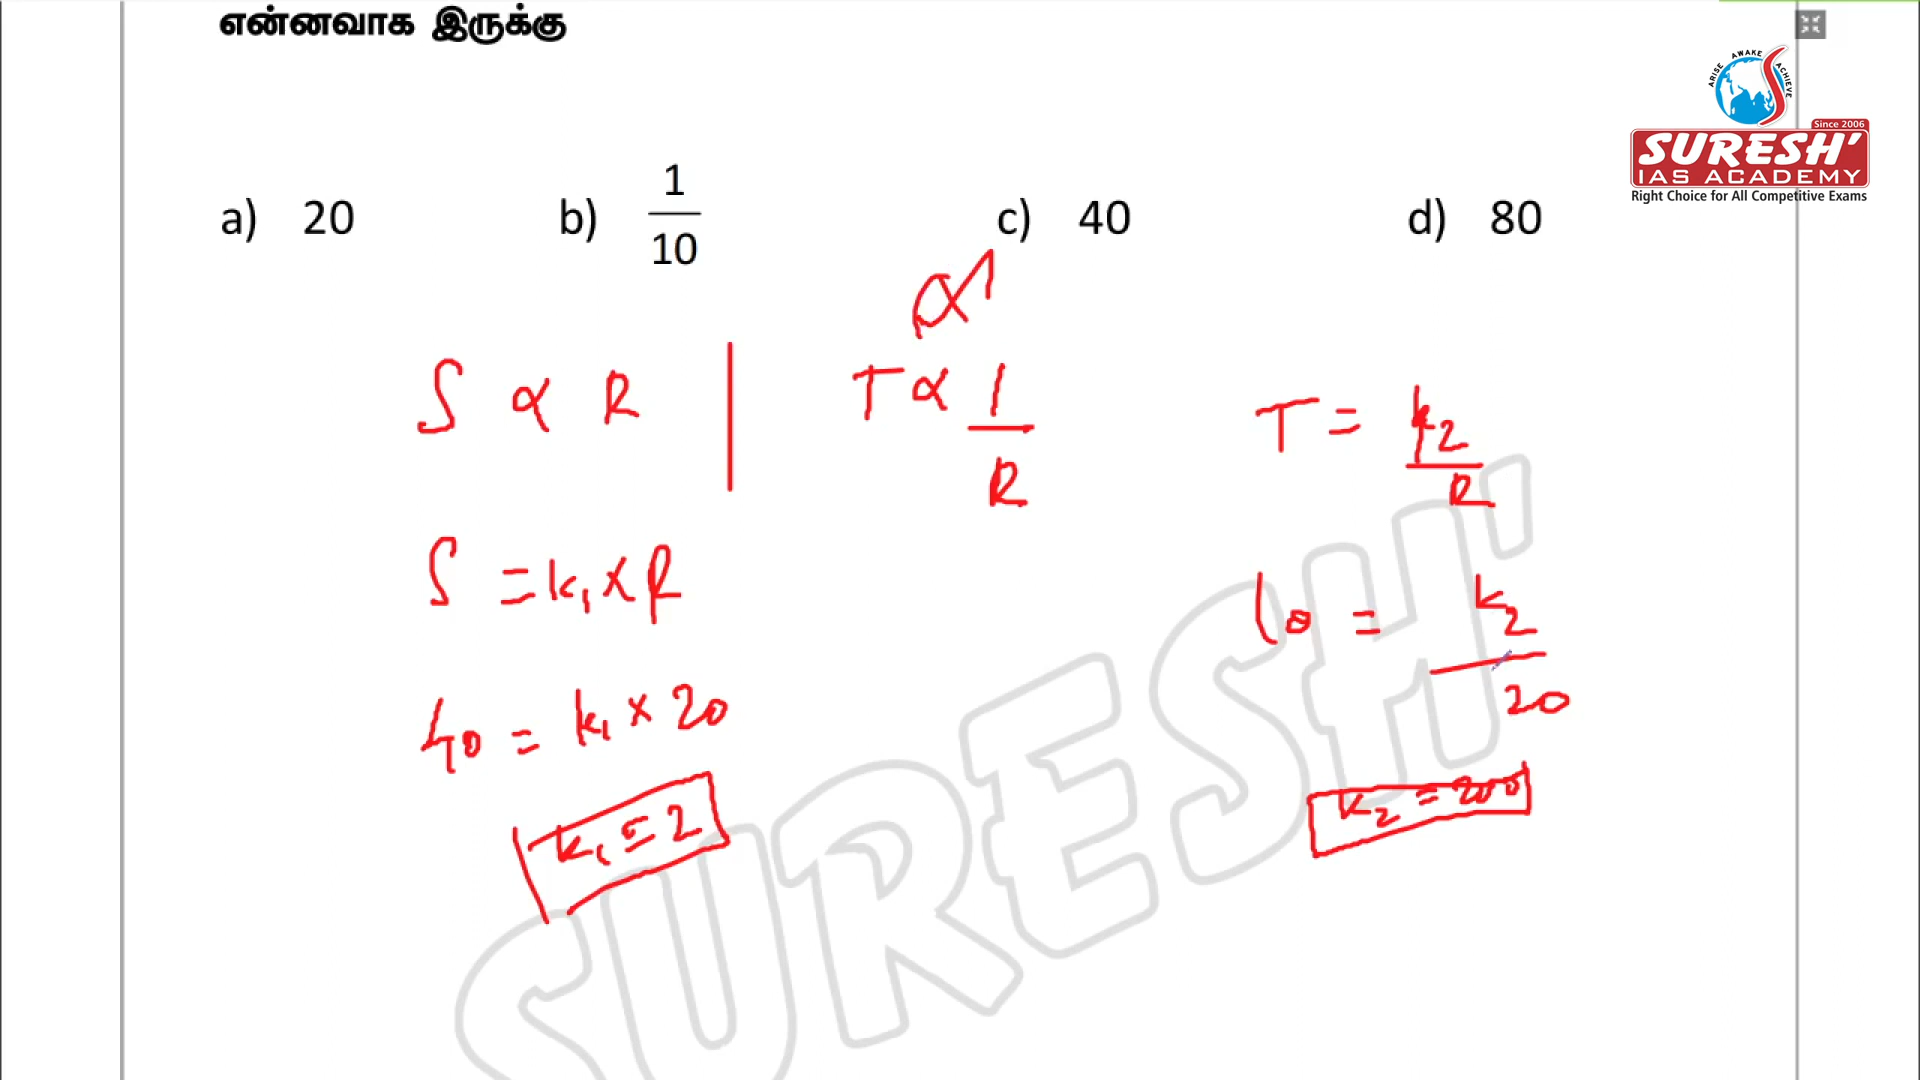 என்னவாக இருக்கு
ARISE AWAKE ACHIEVE
Since 2006
SURESH'
IAS ACADEMY
Right Choice for All Competitive Exams
a) 20 b) 1/10 c) 40 d) 80
α 1
S α R | T α 1/R T = k2/R
S = k1 × R 10 = k2/20
40 = k1 × 20
k1 = 2 k2 = 200
SURESH'